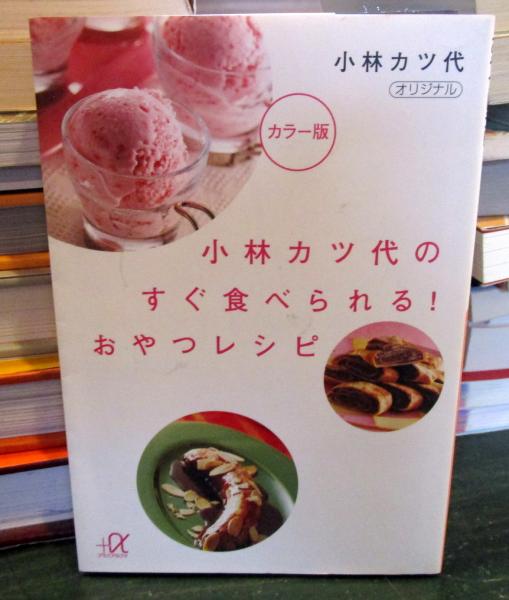 小林カツ代
オリジナル
カラー版
小林カツ代の
すぐ食べられる!
おやつレシピ
+α